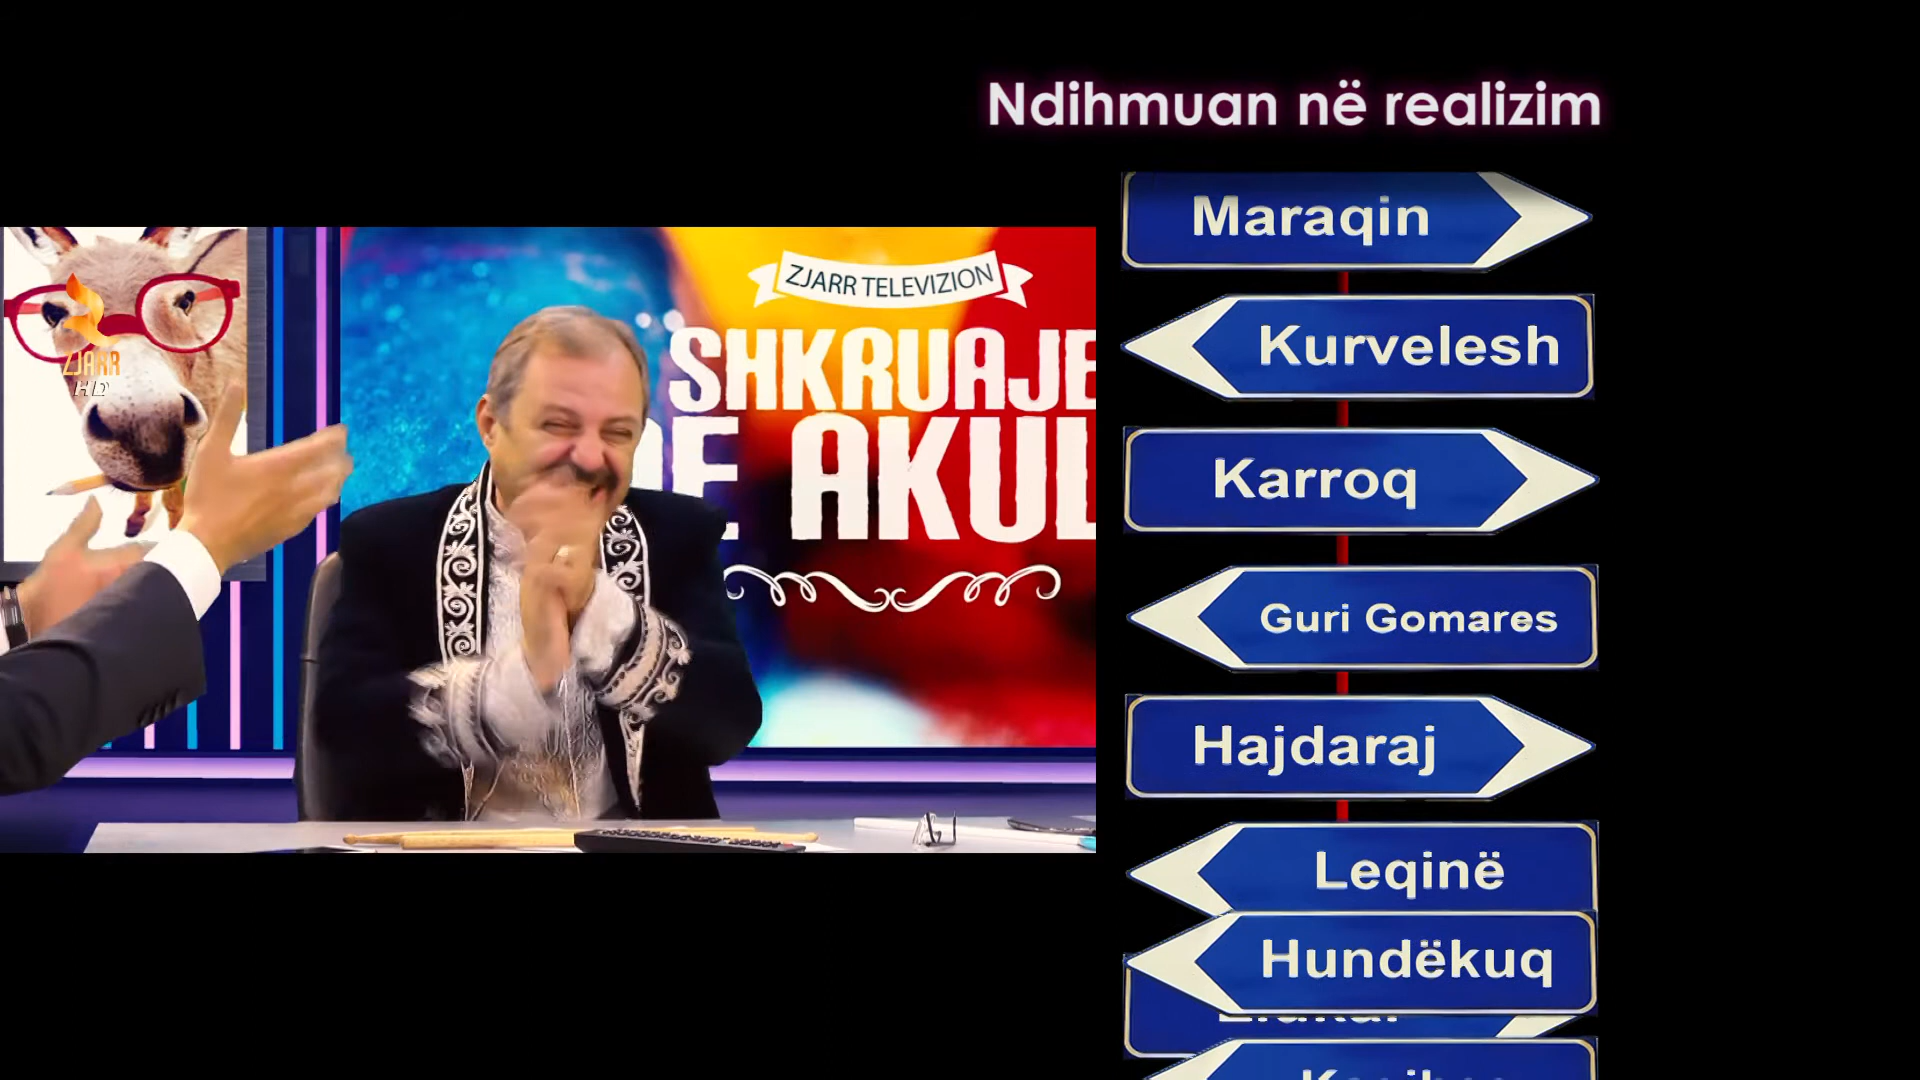 Ndihmuan në realizim
Maraqin
Kurvelesh
Karroq
Guri Gomares
Hajdaraj
Leqinë
Hundëkuq
ZJARR TELEVIZION
SHKRUAJE
AKUL
ZJARR
HD